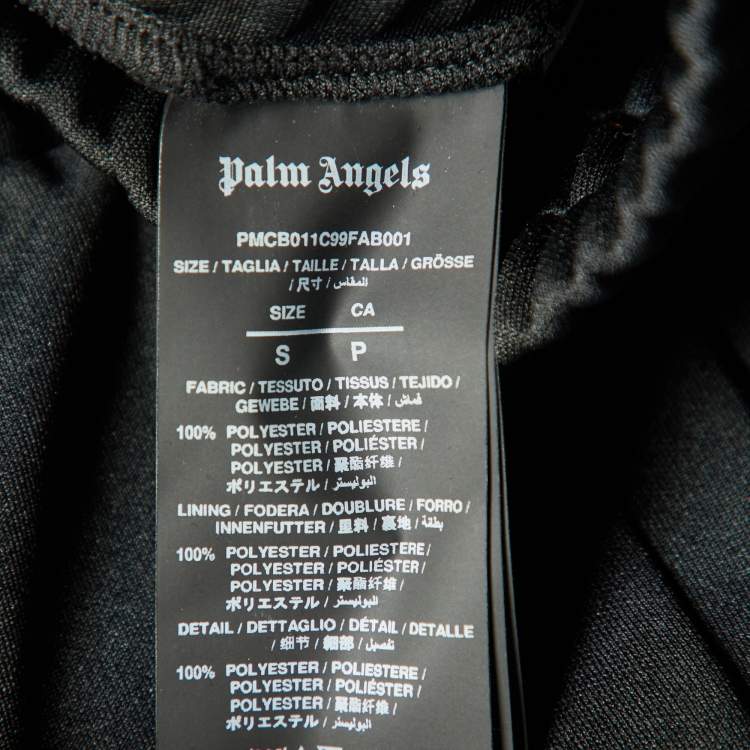 Palm Angels
PMCB011C99FAB001
SIZE / TAGLIA / TAILLE / TALLA / GRÖSSE
/ 尺寸 / المقاس
SIZE CA
S P
FABRIC / TESSUTO / TISSUS / TEJIDO /
GEWEBE / 面料 / 本体 / قماش
100% POLYESTER / POLIESTERE /
POLYESTER / POLIÉSTER /
POLYESTER / 聚酯纤维 /
ポリエステル / البوليستر
LINING / FODERA / DOUBLURE / FORRO /
INNENFUTTER / 里料 / 裏地 / بطانة
100% POLYESTER / POLIESTERE /
POLYESTER / POLIÉSTER /
POLYESTER / 聚酯纤维 /
ポリエステル / البوليستر
DETAIL / DETTAGLIO / DÉTAIL / DETALLE
/ 细节 / 細部 / تفصيل
100% POLYESTER / POLIESTERE /
POLYESTER / POLIÉSTER /
POLYESTER / 聚酯纤维 /
ポリエステル / البوليستر